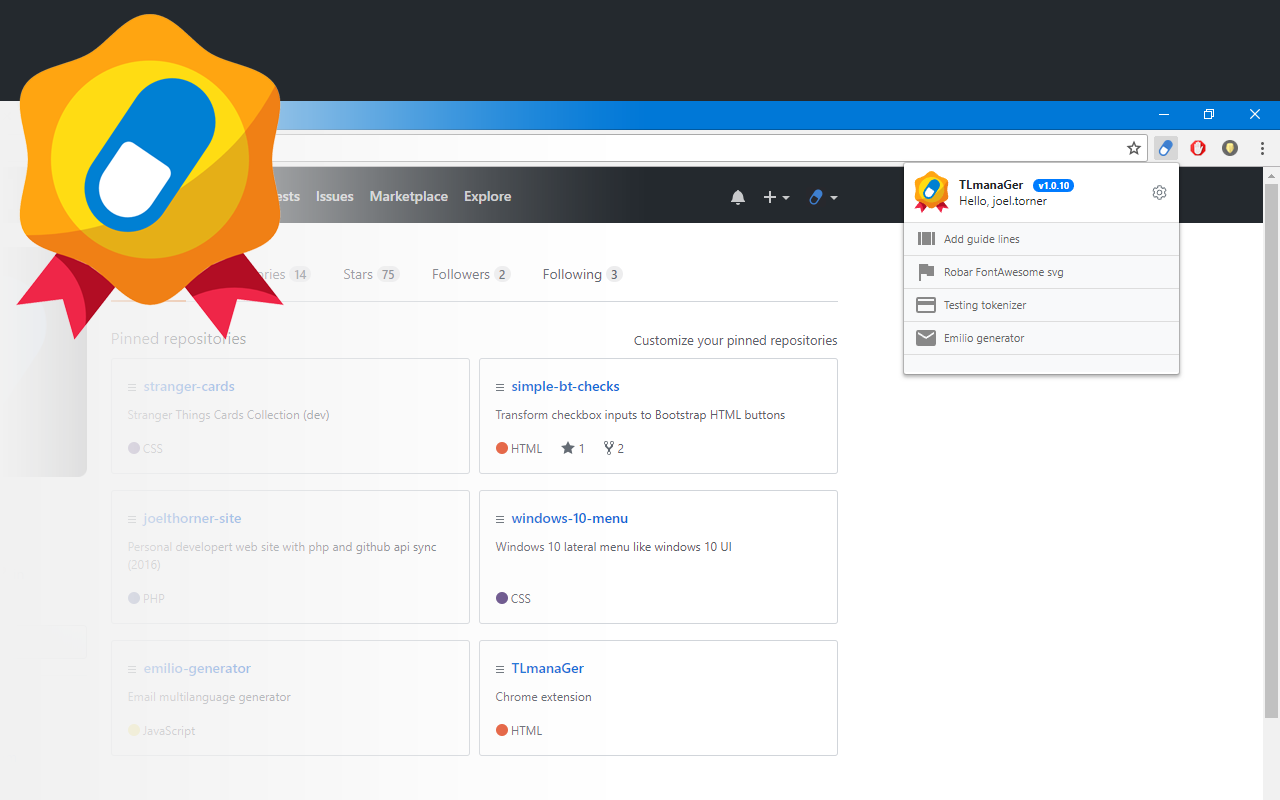 ests Issues Marketplace Explore
TLmanaGer v1.0.10
Hello, joel.torner
Add guide lines
Robar FontAwesome svg
Testing tokenizer
Emilio generator
ories 14 Stars 75 Followers 2 Following 3
Pinned repositories
Customize your pinned repositories
stranger-cards
Stranger Things Cards Collection (dev)
CSS
simple-bt-checks
Transform checkbox inputs to Bootstrap HTML buttons
HTML 1 2
joelthorner-site
Personal developert web site with php and github api sync
(2016)
PHP
windows-10-menu
Windows 10 lateral menu like windows 10 UI
CSS
emilio-generator
Email multilanguage generator
JavaScript
TLmanaGer
Chrome extension
HTML